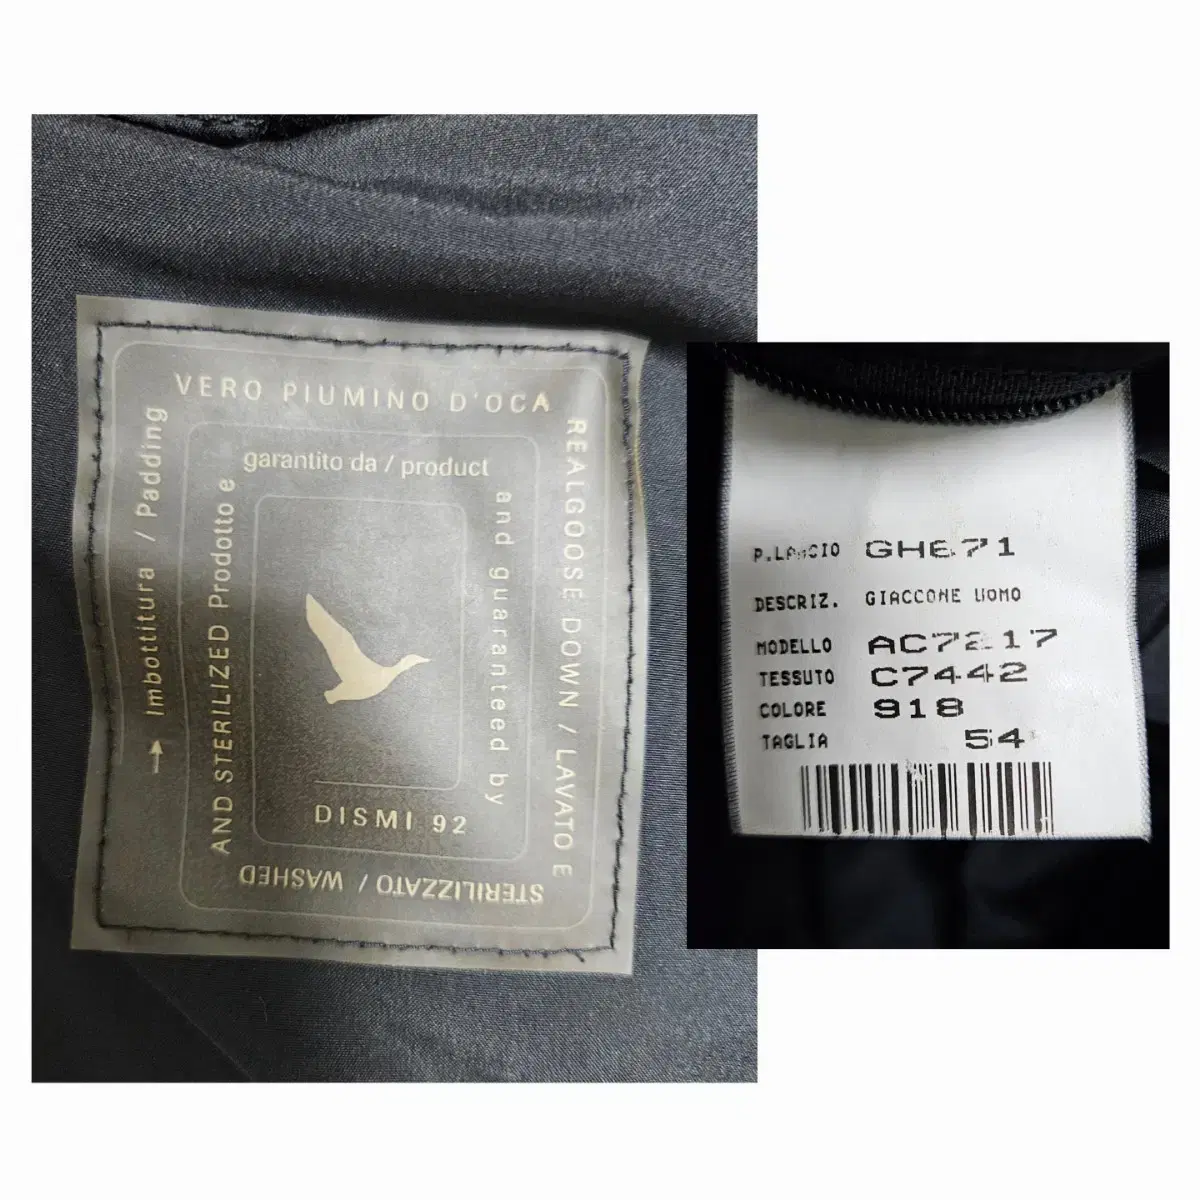 Imbottitura / Padding
VERO PIUMINO D'OCA
REALGOOSE DOWN / LAVATO E
STERILIZZATO / WASHED
AND STERILIZED Prodotto e
garantito da / product
and guaranteed by
DISMI 92
P.LANCIO GH671
DESCRIZ. GIACCONE UOMO
MODELLO AC7217
TESSUTO C7442
COLORE 918
TAGLIA 54